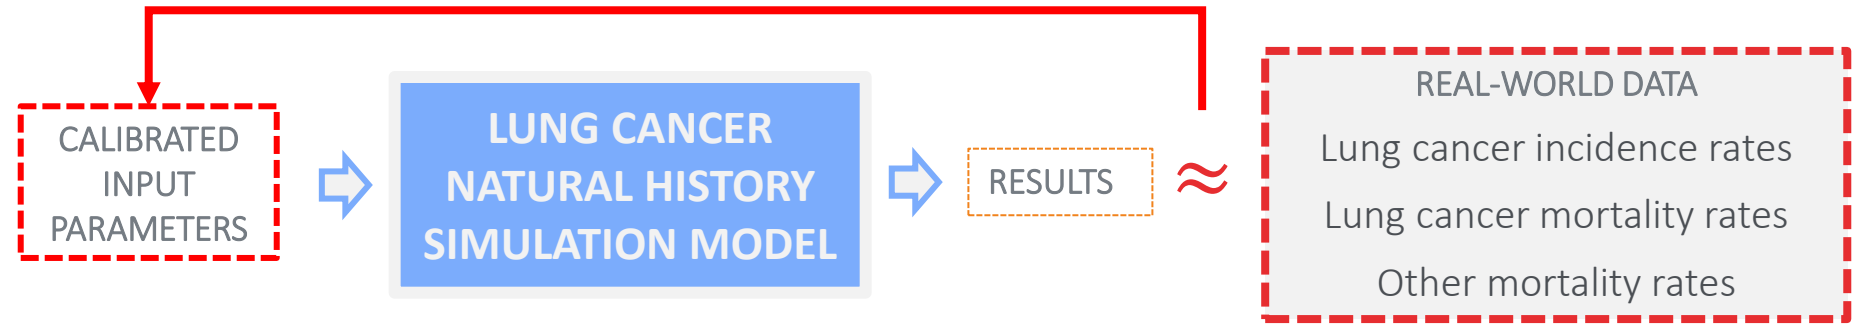 CALIBRATED
INPUT
PARAMETERS
LUNG CANCER
NATURAL HISTORY
SIMULATION MODEL
RESULTS
≈
REAL-WORLD DATA
Lung cancer incidence rates
Lung cancer mortality rates
Other mortality rates